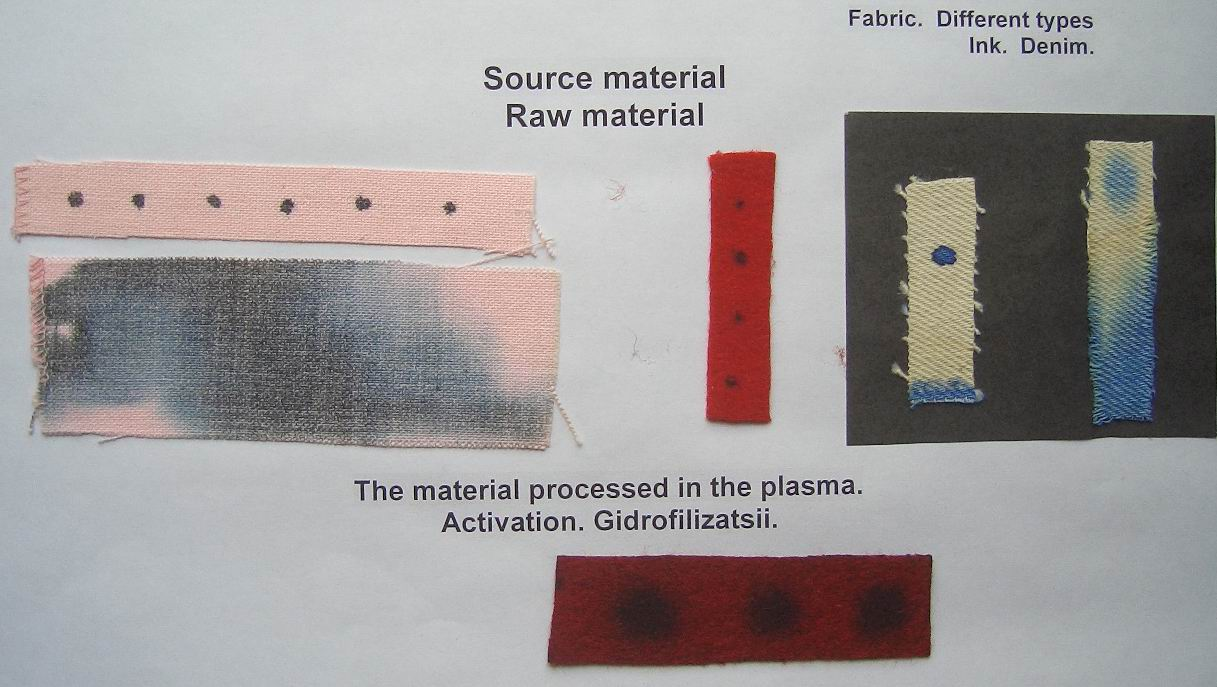 Fabric.  Different types
Ink.  Denim.
Source material
Raw material
The material processed in the plasma.
Activation. Gidrofilizatsii.